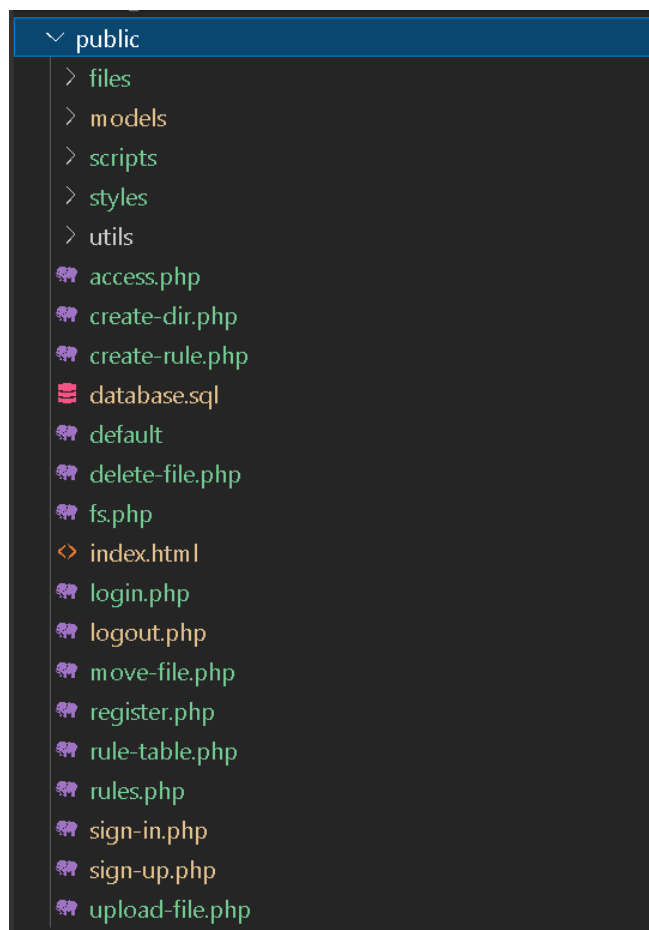 public
files
models
scripts
styles
utils
access.php
create-dir.php
create-rule.php
database.sql
default
delete-file.php
fs.php
index.html
login.php
logout.php
move-file.php
register.php
rule-table.php
rules.php
sign-in.php
sign-up.php
upload-file.php